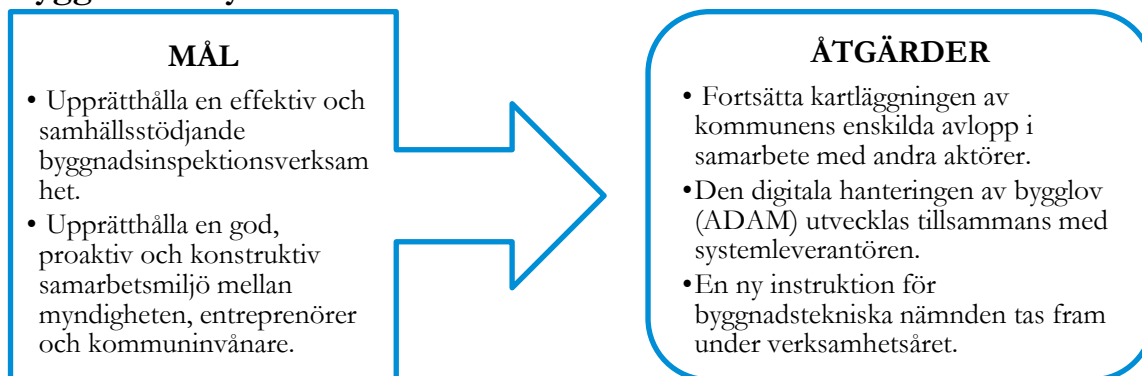 MÅL
• Upprätthålla en effektiv och
samhällsstödjande
byggnadsinspektionsverksam
het.
• Upprätthålla en god,
proaktiv och konstruktiv
samarbetsmiljö mellan
myndigheten, entreprenörer
och kommuninvånare.
ÅTGÄRDER
• Fortsätta kartläggningen av
kommunens enskilda avlopp i
samarbete med andra aktörer.
•Den digitala hanteringen av bygglov
(ADAM) utvecklas tillsammans med
systemleverantören.
•En ny instruktion för
byggnadstekniska nämnden tas fram
under verksamhetsåret.